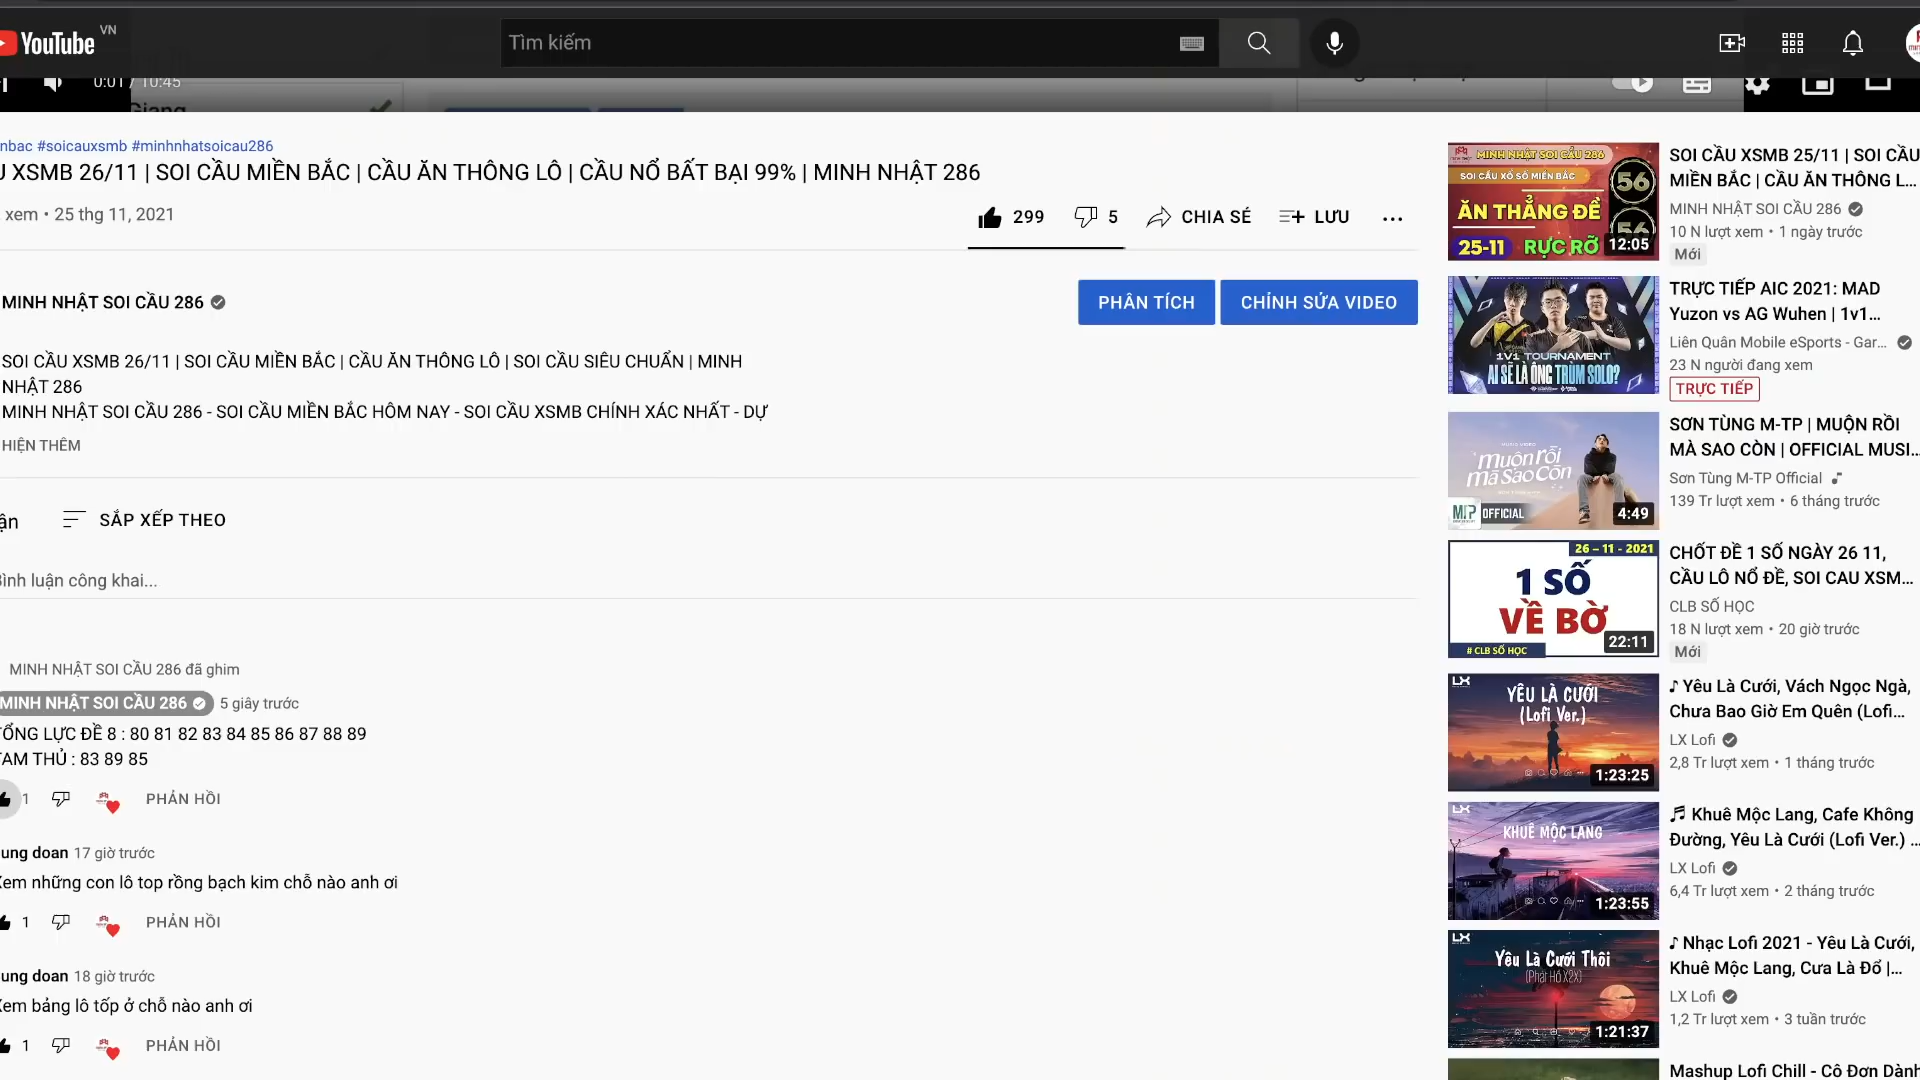 YouTube VN
Tìm kiếm
0:01 / 10:45
Giang
nbac #soicauxsmb #minhnhatsoicau286
XSMB 26/11 | SOI CẦU MIỀN BẮC | CẦU ĂN THÔNG LÔ | CẦU NỔ BẤT BẠI 99% | MINH NHẬT 286
xem • 25 thg 11, 2021
299
5
CHIA SẺ
LƯU
MINH NHẬT SOI CẦU 286
PHÂN TÍCH
CHỈNH SỬA VIDEO
SOI CẦU XSMB 26/11 | SOI CẦU MIỀN BẮC | CẦU ĂN THÔNG LÔ | SOI CẦU SIÊU CHUẨN | MINH
NHẬT 286
MINH NHẬT SOI CẦU 286 - SOI CẦU MIỀN BẮC HÔM NAY - SOI CẦU XSMB CHÍNH XÁC NHẤT - DỰ
HIỆN THÊM
ận
SẮP XẾP THEO
luận công khai...
MINH NHẬT SOI CẦU 286 đã ghim
MINH NHẬT SOI CẦU 286 5 giây trước
TỔNG LỰC ĐỀ 8 : 80 81 82 83 84 85 86 87 88 89
TAM THỦ : 83 89 85
1 PHẢN HỒI
ung doan 17 giờ trước
Xem những con lô top rồng bạch kim chỗ nào anh ơi
1 PHẢN HỒI
ung doan 18 giờ trước
Xem bảng lô tốp ở chỗ nào anh ơi
1 PHẢN HỒI
MINH NHẬT SOI CẦU 286
SOI CẦU XỔ SỐ MIỀN BẮC
56
ĂN THẲNG ĐỀ
56
25-11 RỰC RỠ
12:05
SOI CẦU XSMB 25/11 | SOI CẦU
MIỀN BẮC | CẦU ĂN THÔNG L...
MINH NHẬT SOI CẦU 286
10 N lượt xem • 1 ngày trước
Mới
1V1 TOURNAMENT
AI SẼ LÀ ÔNG TRÙM SOLO?
TRỰC TIẾP AIC 2021: MAD
Yuzon vs AG Wuhen | 1v1...
Liên Quân Mobile eSports - Gar...
23 N người đang xem
TRỰC TIẾP
MUSIC VIDEO
muộn rồi
mà Sao Còn
OFFICIAL
4:49
SƠN TÙNG M-TP | MUỘN RỒI
MÀ SAO CÒN | OFFICIAL MUSI...
Sơn Tùng M-TP Official
139 Tr lượt xem • 6 tháng trước
26 – 11 - 2021
1 SỐ
VỀ BỜ
# CLB SỐ HỌC
22:11
CHỐT ĐỀ 1 SỐ NGÀY 26 11,
CẦU LÔ NỔ ĐỀ, SOI CAU XSM...
CLB SỐ HỌC
18 N lượt xem • 20 giờ trước
Mới
LX
YÊU LÀ CƯỚI
(Lofi Ver.)
1:23:25
♪ Yêu Là Cưới, Vách Ngọc Ngà,
Chưa Bao Giờ Em Quên (Lofi...
LX Lofi
2,8 Tr lượt xem • 1 tháng trước
LX
KHUÊ MỘC LANG
1:23:55
♬ Khuê Mộc Lang, Cafe Không
Đường, Yêu Là Cưới (Lofi Ver.) ...
LX Lofi
6,4 Tr lượt xem • 2 tháng trước
LX
Yêu Là Cưới Thôi
(Phát Hồ X2X)
1:21:37
♪ Nhạc Lofi 2021 - Yêu Là Cưới,
Khuê Mộc Lang, Cưa Là Đổ |...
LX Lofi
1,2 Tr lượt xem • 3 tuần trước
Mashup Lofi Chill - Cô Đơn Dành